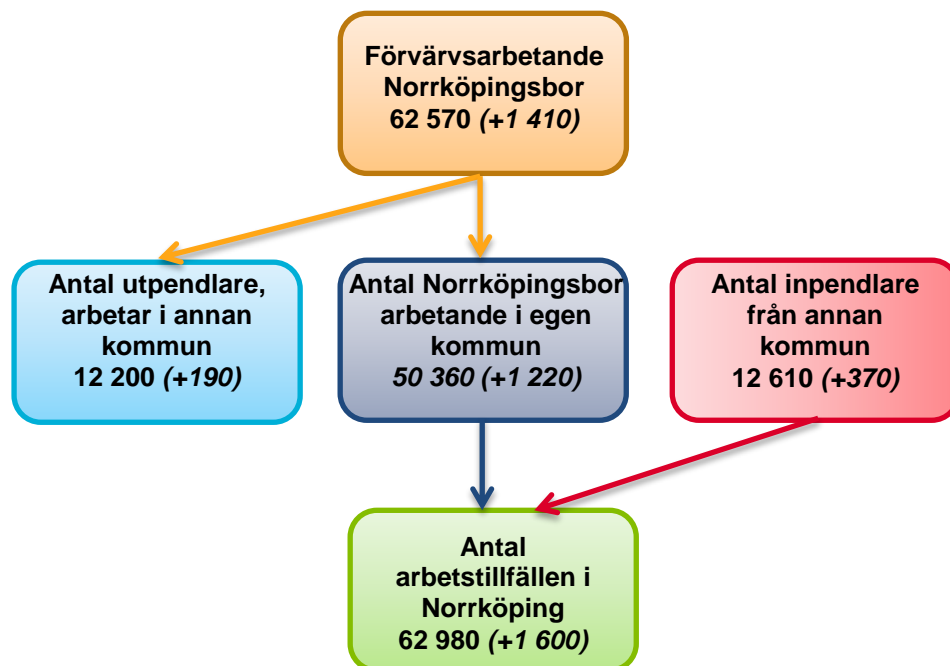 Förvärvsarbetande
Norrköpingsbor
62 570 (+1 410)
Antal utpendlare,
arbetar i annan
kommun
12 200 (+190)
Antal Norrköpingsbor
arbetande i egen
kommun
50 360 (+1 220)
Antal inpendlare
från annan
kommun
12 610 (+370)
Antal
arbetstillfällen i
Norrköping
62 980 (+1 600)